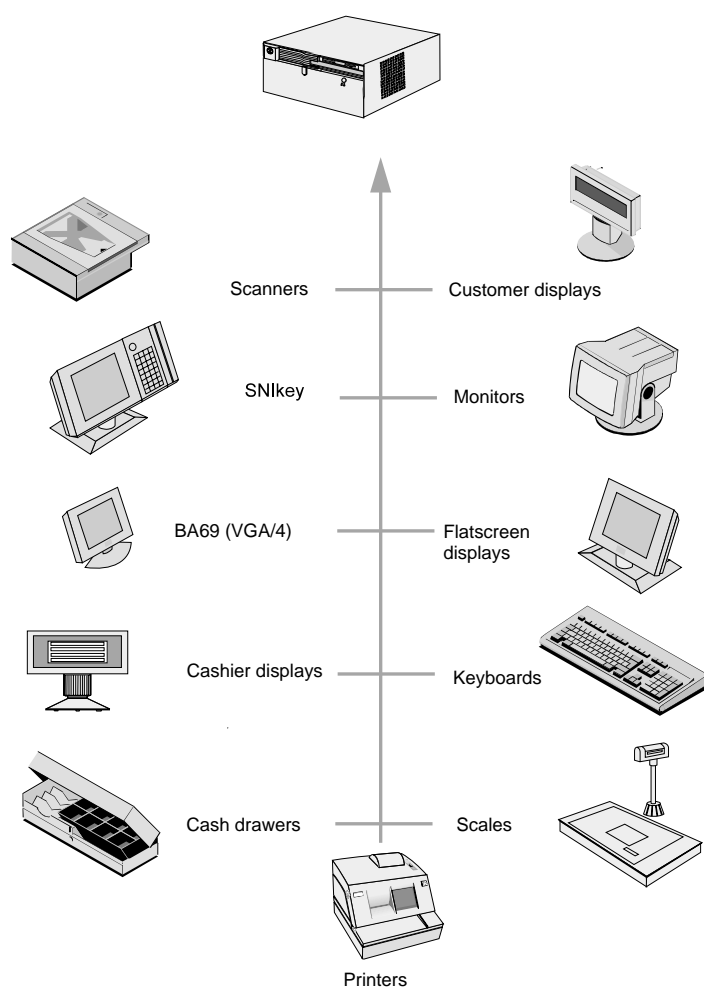 Scanners
Customer displays
SNIkey
Monitors
BA69 (VGA/4)
Flatscreen
displays
Cashier displays
Keyboards
Cash drawers
Scales
Printers